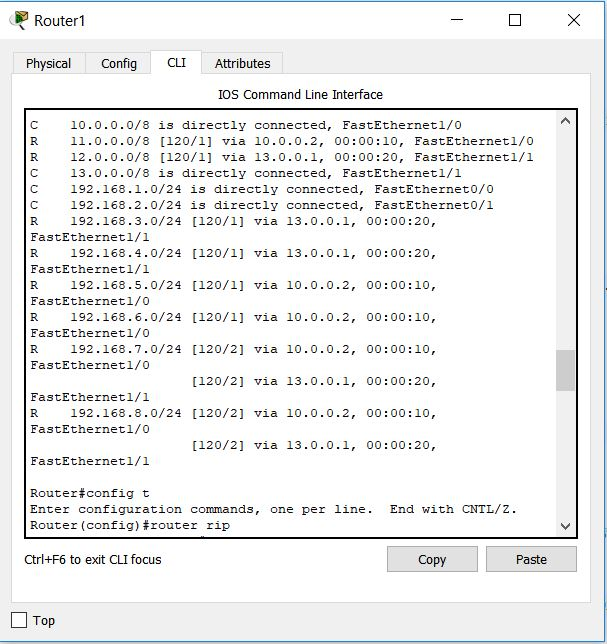 Router1
Physical Config CLI Attributes
IOS Command Line Interface
C    10.0.0.0/8 is directly connected, FastEthernet1/0
R    11.0.0.0/8 [120/1] via 10.0.0.2, 00:00:10, FastEthernet1/0
R    12.0.0.0/8 [120/1] via 13.0.0.1, 00:00:20, FastEthernet1/1
C    13.0.0.0/8 is directly connected, FastEthernet1/1
C    192.168.1.0/24 is directly connected, FastEthernet0/0
C    192.168.2.0/24 is directly connected, FastEthernet0/1
R    192.168.3.0/24 [120/1] via 13.0.0.1, 00:00:20,
FastEthernet1/1
R    192.168.4.0/24 [120/1] via 13.0.0.1, 00:00:20,
FastEthernet1/1
R    192.168.5.0/24 [120/1] via 10.0.0.2, 00:00:10,
FastEthernet1/0
R    192.168.6.0/24 [120/1] via 10.0.0.2, 00:00:10,
FastEthernet1/0
R    192.168.7.0/24 [120/2] via 10.0.0.2, 00:00:10,
FastEthernet1/0
                    [120/2] via 13.0.0.1, 00:00:20,
FastEthernet1/1
R    192.168.8.0/24 [120/2] via 10.0.0.2, 00:00:10,
FastEthernet1/0
                    [120/2] via 13.0.0.1, 00:00:20,
FastEthernet1/1
Router#config t
Enter configuration commands, one per line.  End with CNTL/Z.
Router(config)#router rip
Ctrl+F6 to exit CLI focus Copy Paste
Top